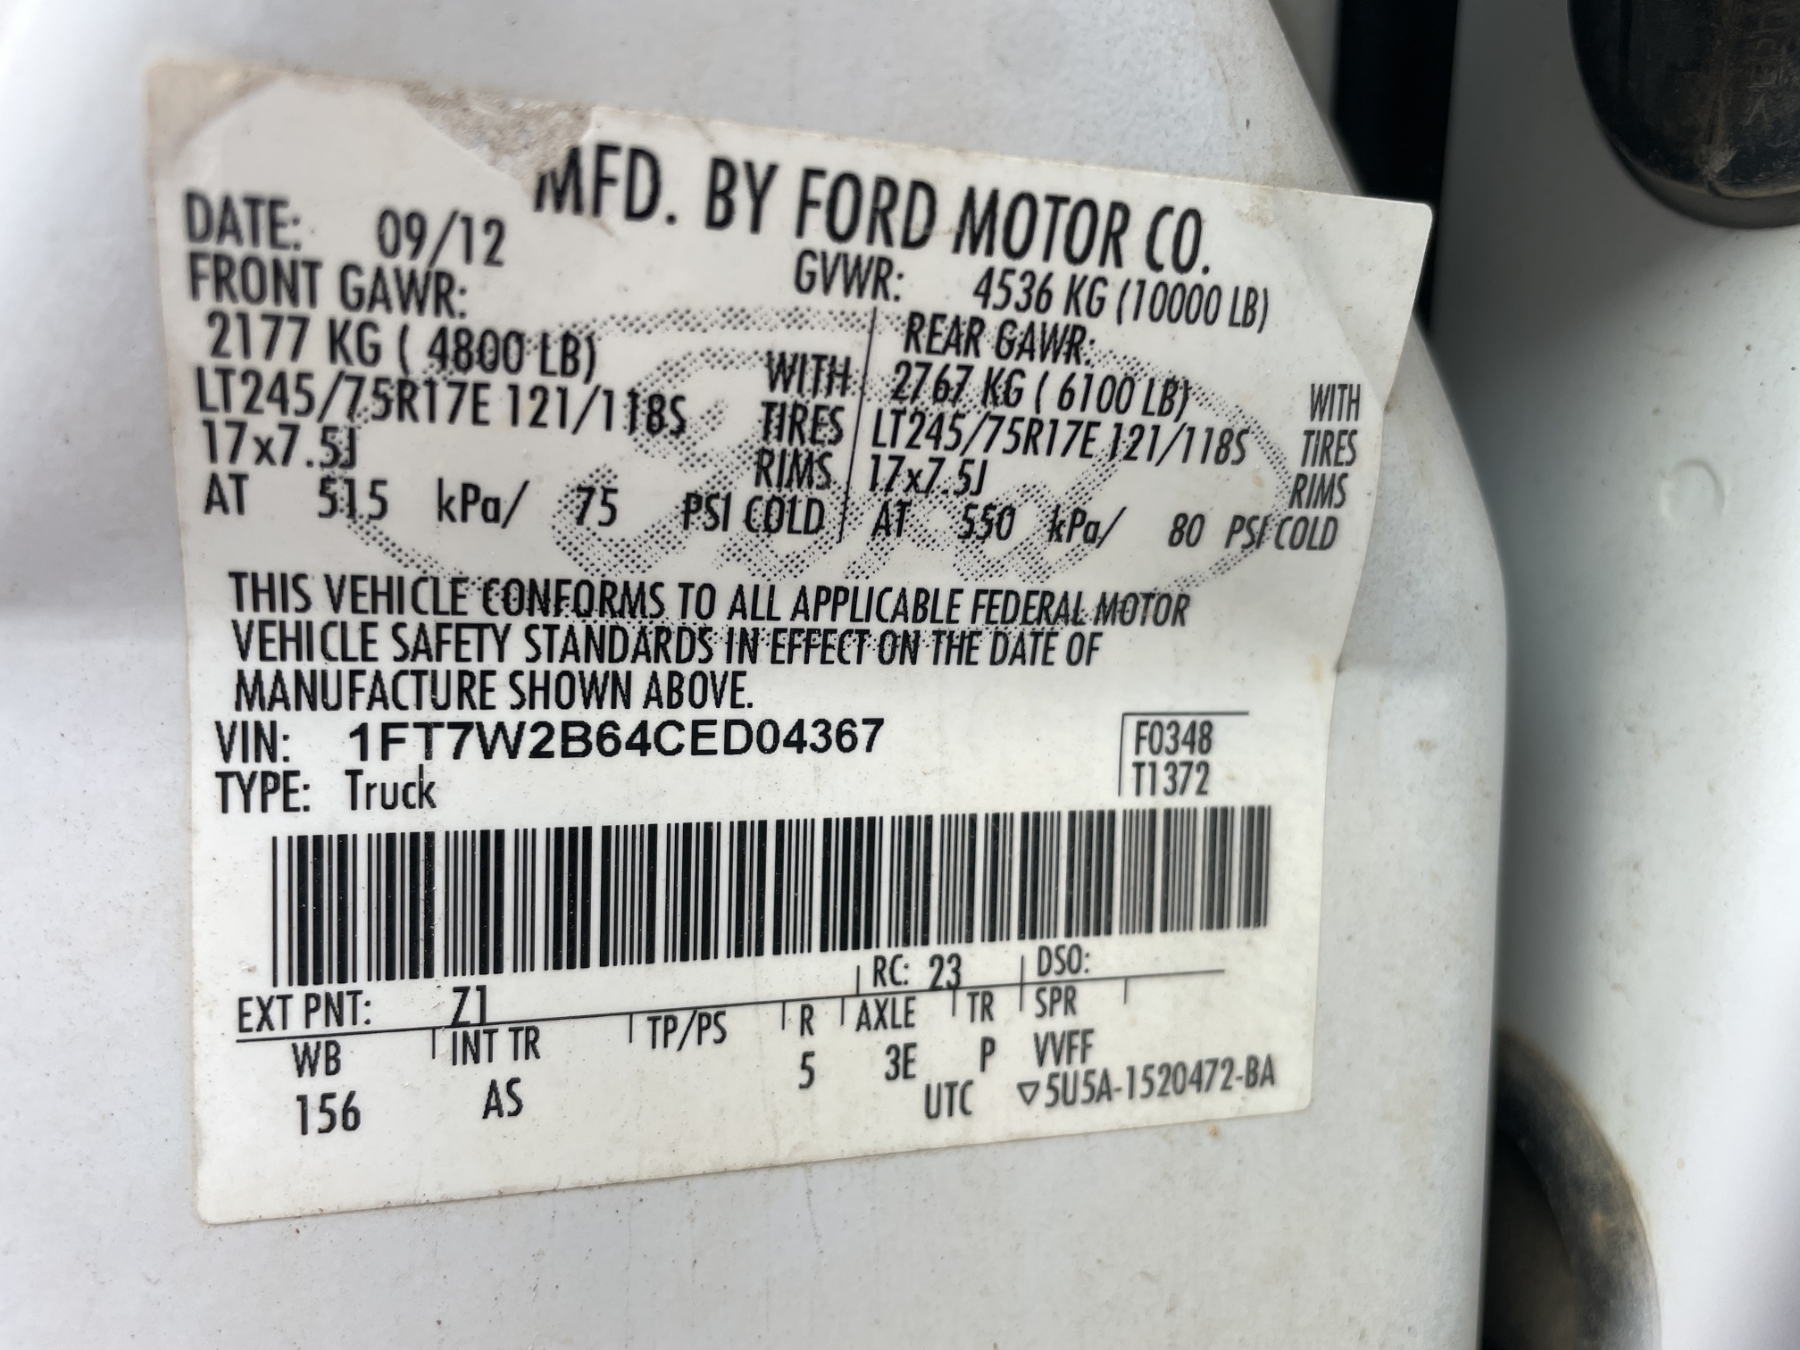 MFD. BY FORD MOTOR CO.
DATE: 09/12 GVWR: 4536 KG (10000 LB)
FRONT GAWR: REAR GAWR:
2177 KG ( 4800 LB) WITH 2767 KG ( 6100 LB) WITH
LT245/75R17E 121/118S TIRES LT245/75R17E 121/118S TIRES
17x7.5J RIMS 17x7.5J RIMS
AT 515 kPa/ 75 PSI COLD AT 550 kPa/ 80 PSI COLD
THIS VEHICLE CONFORMS TO ALL APPLICABLE FEDERAL MOTOR
VEHICLE SAFETY STANDARDS IN EFFECT ON THE DATE OF
MANUFACTURE SHOWN ABOVE.
VIN: 1FT7W2B64CED04367 F0348
TYPE: Truck T1372
EXT PNT: Z1 RC: 23 DSO:
WB INT TR TP/PS R AXLE TR SPR
156 AS 5 3E P VVFF
UTC ▽5U5A-1520472-BA